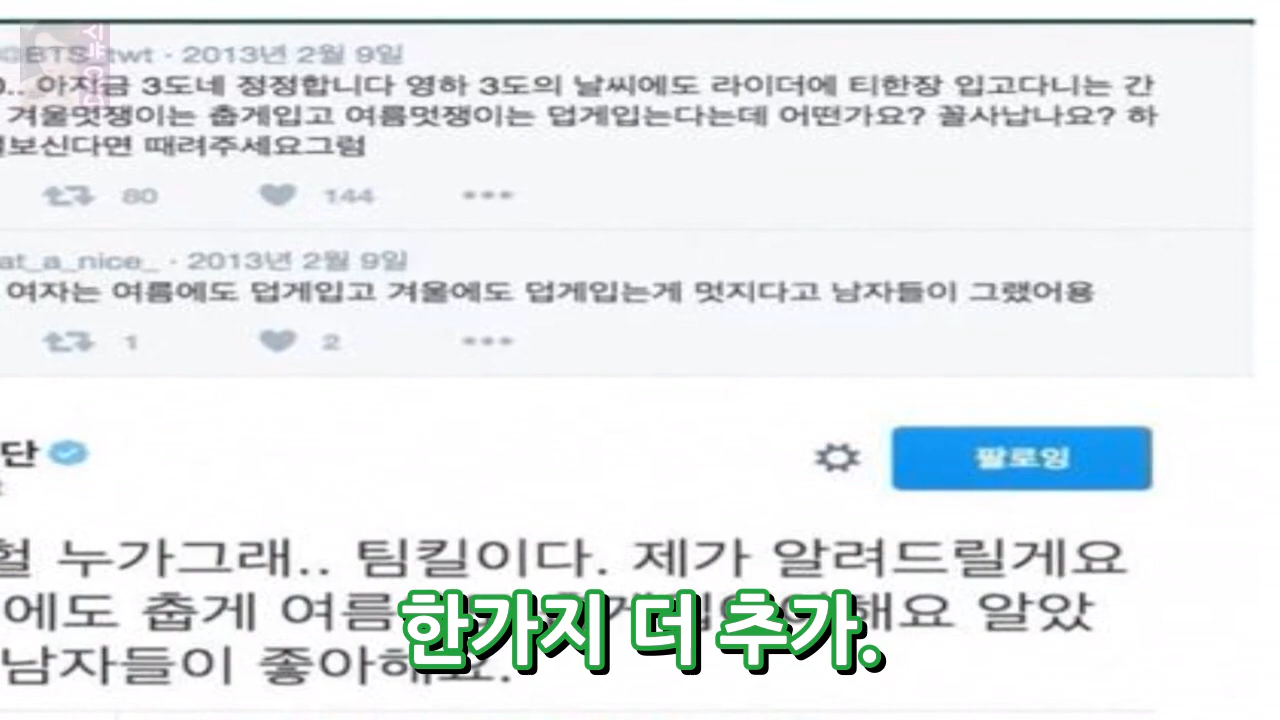 @BTS_twt · 2013년 2월 9일
.. 아지금 3도네 정정합니다 영하 3도의 날씨에도 라이더에 티한장 입고다니는 간
겨울멋쟁이는 춥게입고 여름멋쟁이는 덥게입는다는데 어떤가요? 꼴사납나요? 하
보신다면 때려주세요그럼
80 144
at_a_nice_ · 2013년 2월 9일
여자는 여름에도 덥게입고 겨울에도 덥게입는게 멋지다고 남자들이 그랬어용
1 2
단
팔로잉
헐 누가그래.. 팀킬이다. 제가 알려드릴게요
에도 춥게 여름 해요 알았
남자들이 좋아해요.
한가지 더 추가.